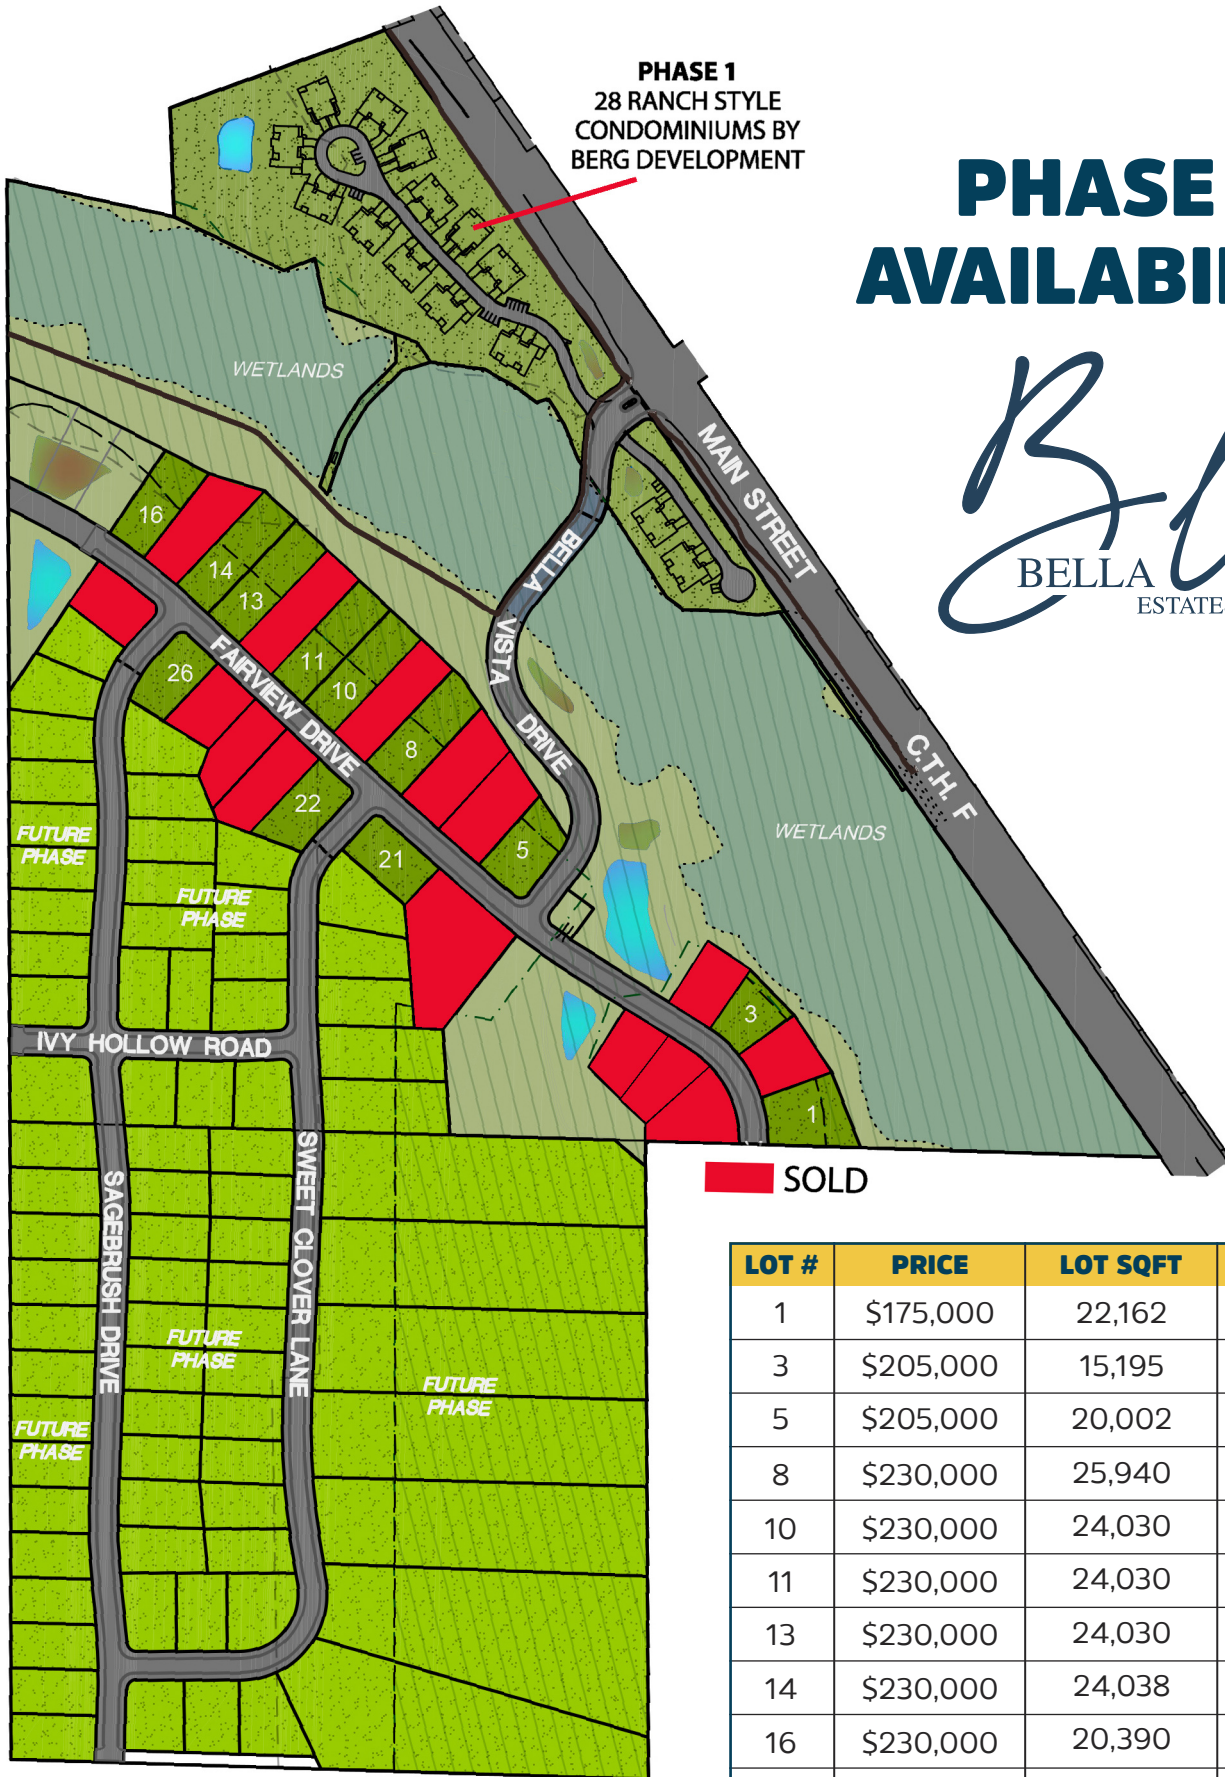 PHASE 1
28 RANCH STYLE
CONDOMINIUMS BY
BERG DEVELOPMENT
PHASE
AVAILABI
BELLA
ESTATE
WETLANDS
MAIN STREET
C.T.H. F
BELLA VISTA DRIVE
WETLANDS
FAIRVIEW DRIVE
16
14
13
11
10
8
5
26
22
21
3
1
FUTURE
PHASE
FUTURE
PHASE
IVY HOLLOW ROAD
SAGEBRUSH DRIVE
SWEET CLOVER LANE
FUTURE
PHASE
FUTURE
PHASE
FUTURE
PHASE
SOLD
LOT # PRICE LOT SQFT
1 $175,000 22,162
3 $205,000 15,195
5 $205,000 20,002
8 $230,000 25,940
10 $230,000 24,030
11 $230,000 24,030
13 $230,000 24,030
14 $230,000 24,038
16 $230,000 20,390